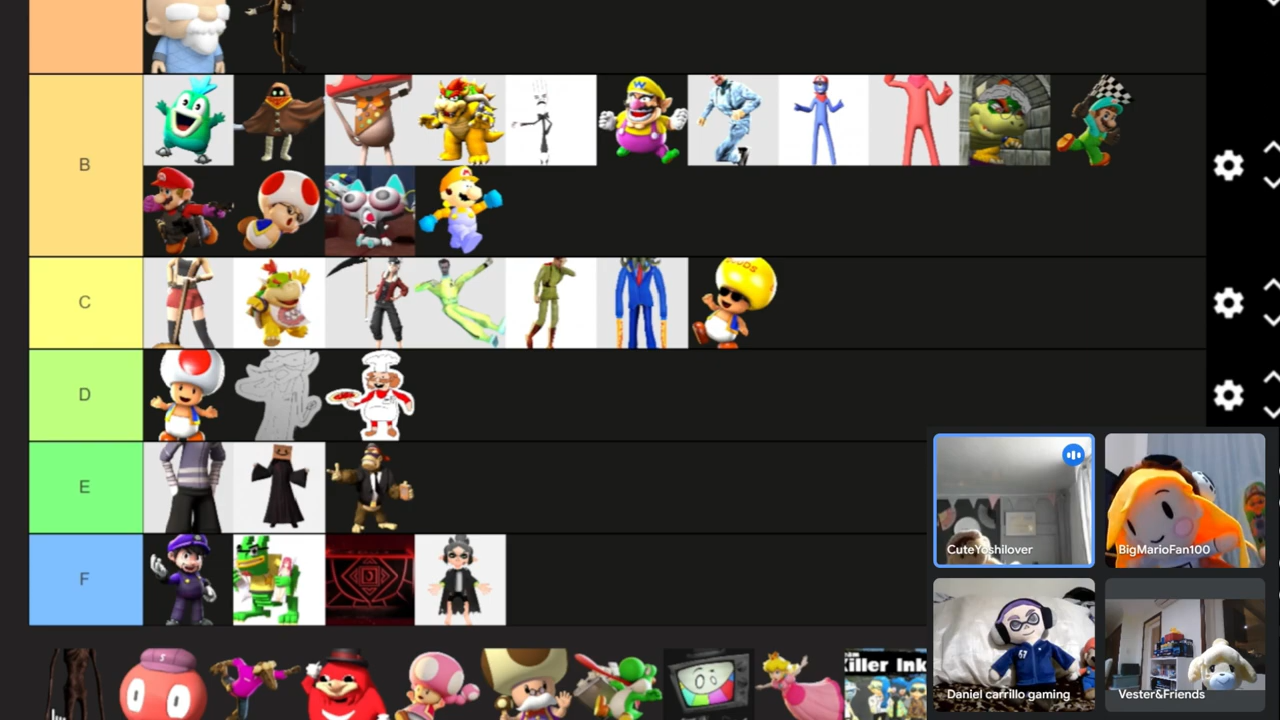 B
C
D
E
F
CuteYoshilover
BigMarioFan100
Daniel carrillo gaming
Vester&Friends
Killer Ink